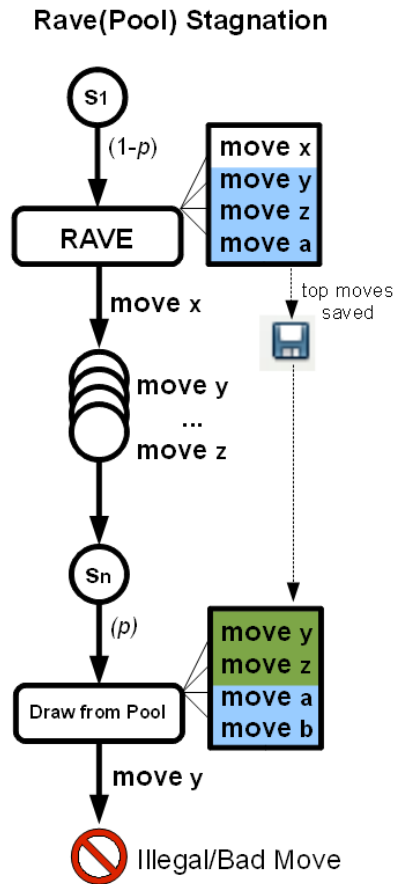 Rave(Pool) Stagnation
S1
(1-p)
RAVE
move x
move y
move z
move a
move x
top moves
saved
move y
...
move z
Sn
(p)
Draw from Pool
move y
move z
move a
move b
move y
Illegal/Bad Move